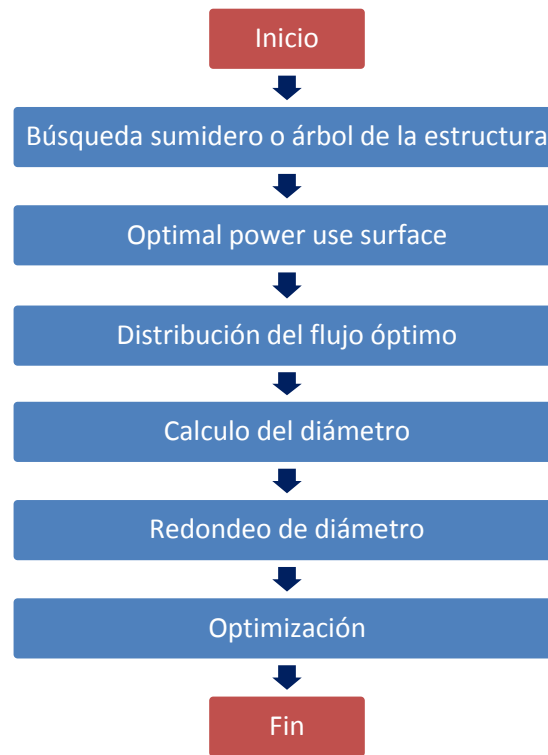 Inicio
Búsqueda sumidero o árbol de la estructura
Optimal power use surface
Distribución del flujo óptimo
Calculo del diámetro
Redondeo de diámetro
Optimización
Fin